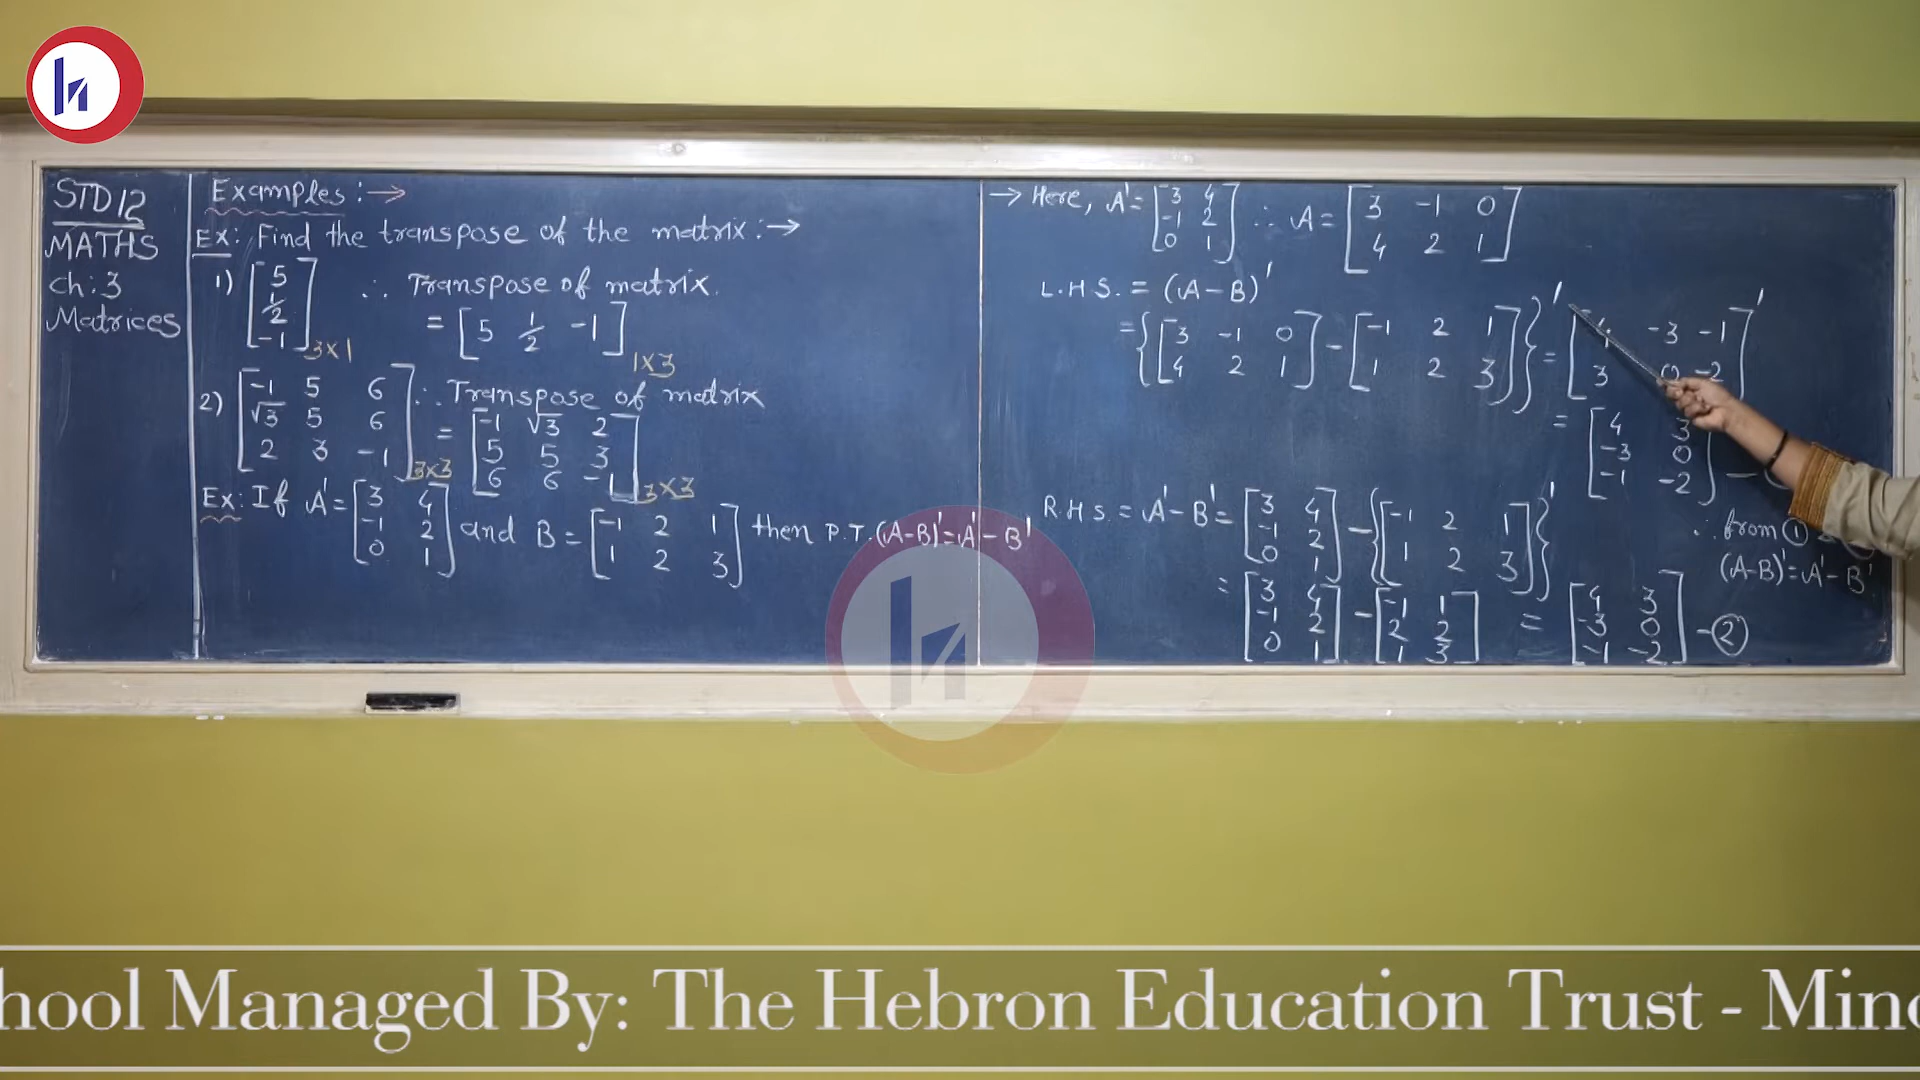 STD 12
MATHS
Ch: 3
Matrices
Examples :→
Ex: Find the transpose of the matrix :→
1) [5
1/2
-1] 3×1
∴ Transpose of matrix.
= [5 1/2 -1] 1×3
2) [-1 5 6
√3 5 6
2 3 -1] 3×3
∴ Transpose of matrix
= [-1 √3 2
5 5 3
6 6 -1] 3×3
Ex: If A' = [3 4
-1 2
0 1] and B = [-1 2 1
1 2 3] then P.T. (A-B)' = A' - B'
→ Here, A' = [3 4
-1 2
0 1] ∴ A = [3 -1 0
4 2 1]
L.H.S. = (A-B)'
= {[3 -1 0
4 2 1] - [-1 2 1
1 2 3]}' = [4 -3 -1
3 0 -2]'
= [4 3
-3 0
-1 -2] -
R.H.S. = A' - B' = [3 4
-1 2
0 1] - {[-1 2 1
1 2 3]}'
= [3 4
-1 2
0 1] - [-1 1
2 2
1 3] = [4 3
-3 0
-1 -2] - ②
∴ from ①
(A-B)' = A' - B'
hool Managed By: The Hebron Education Trust - Min